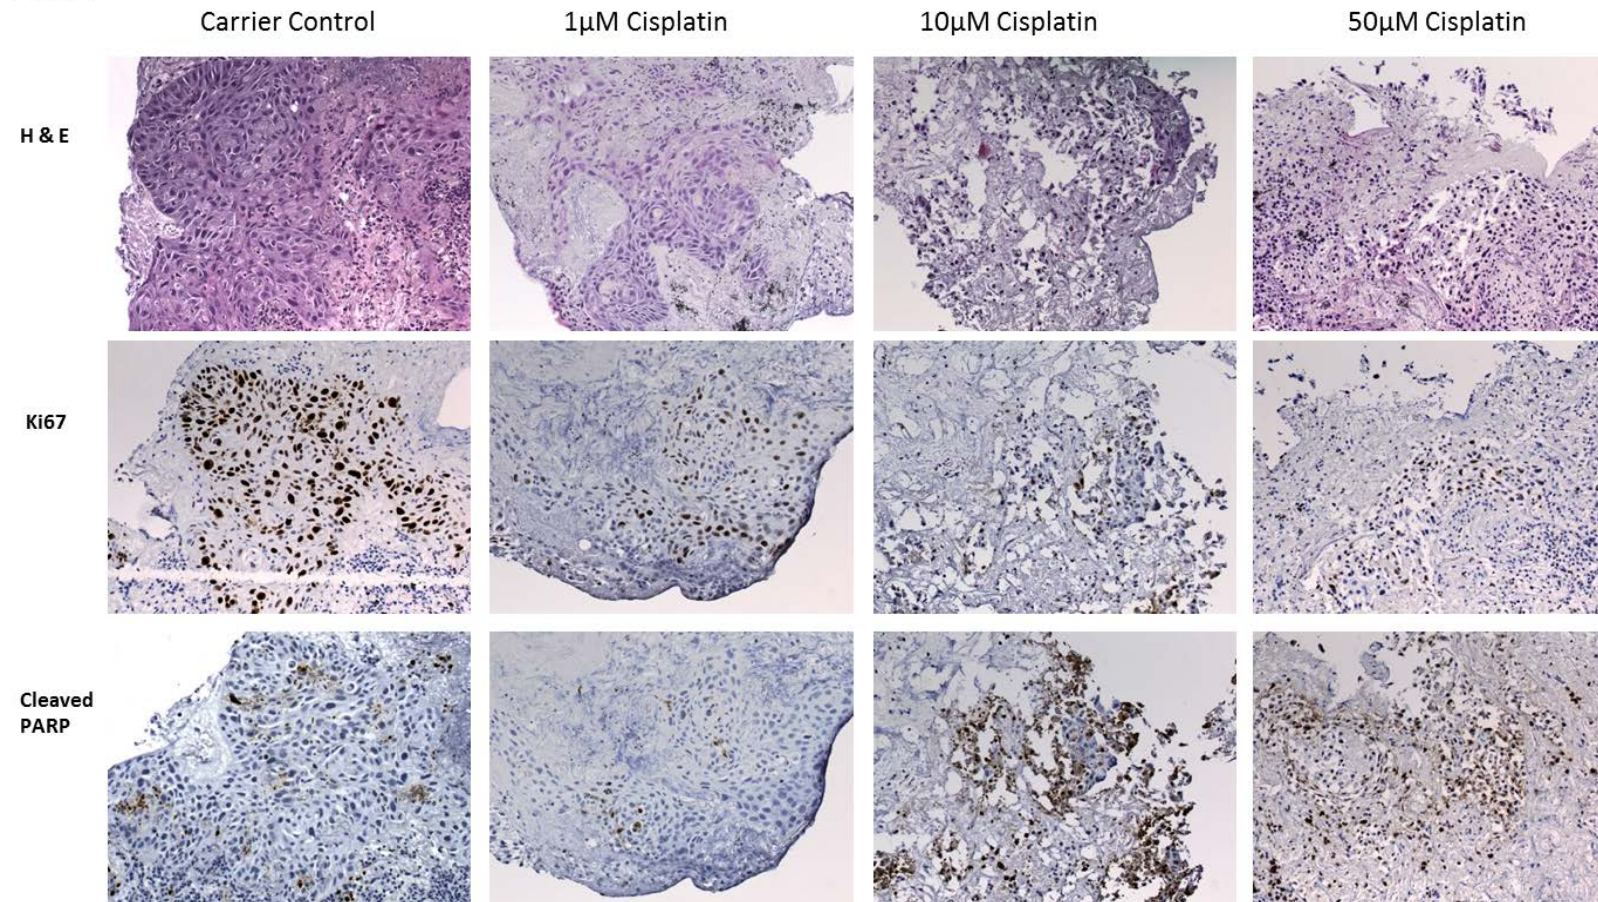 Carrier Control 1µM Cisplatin 10µM Cisplatin 50µM Cisplatin
H & E
Ki67
Cleaved
PARP